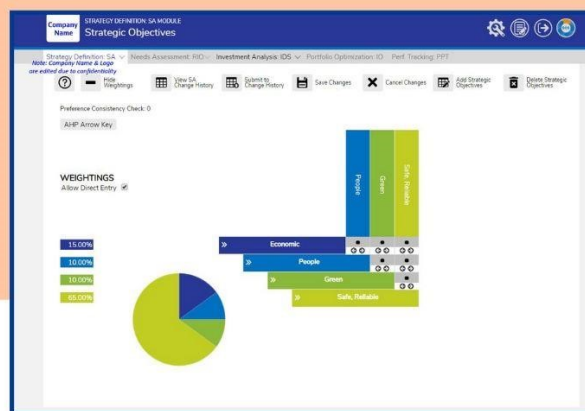 Company Name
STRATEGY DEFINITION: SA MODULE
Strategic Objectives
Strategy Definition: SA
Needs Assessment: RIO
Investment Analysis: IDS
Portfolio Optimization: IO
Perf. Tracking: PPT
Note: Company Name & Logo
are edited due to confidentiality
Hide Weightings
View SA Change History
Submit to Change History
Save Changes
Cancel Changes
Add Strategic Objectives
Delete Strategic Objectives
Preference Consistency Check: 0
AHP Arrow Key
WEIGHTINGS
Allow Direct Entry
People
Green
Safe, Reliable
15.00%
Economic
10.00%
People
10.00%
Green
65.00%
Safe, Reliable